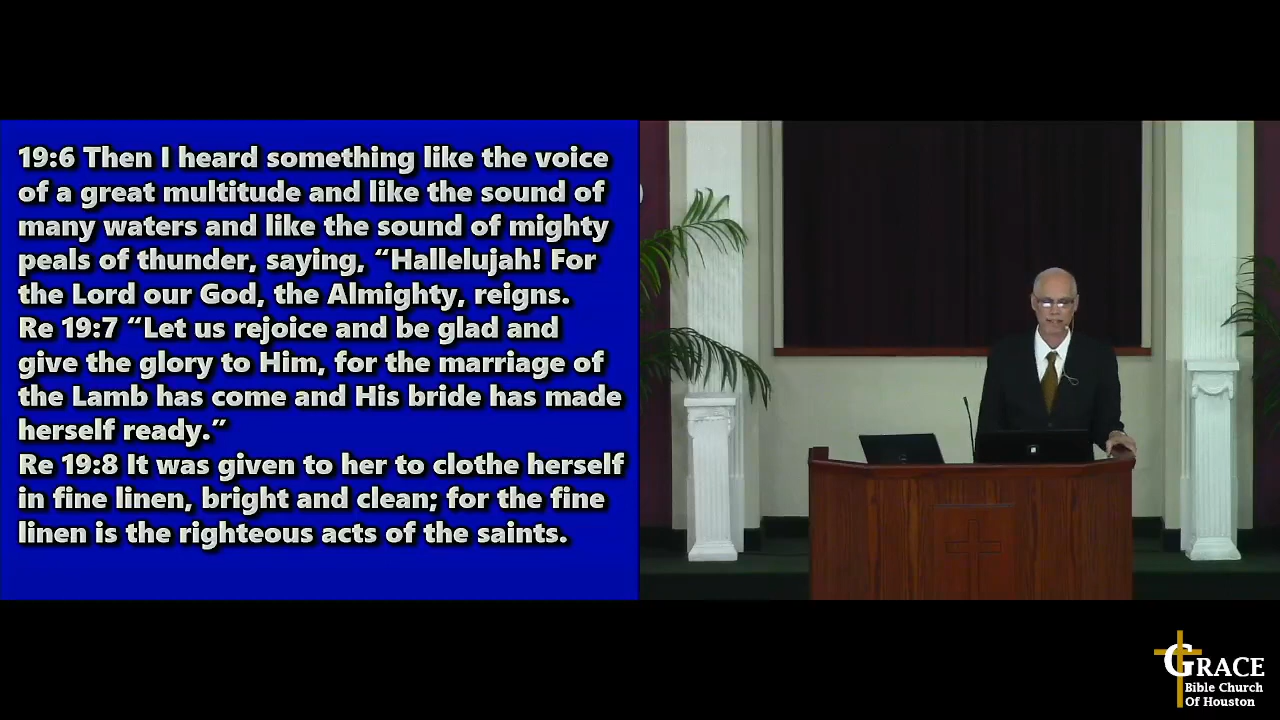 19:6 Then I heard something like the voice
of a great multitude and like the sound of
many waters and like the sound of mighty
peals of thunder, saying, “Hallelujah! For
the Lord our God, the Almighty, reigns.
Re 19:7 “Let us rejoice and be glad and
give the glory to Him, for the marriage of
the Lamb has come and His bride has made
herself ready.”
Re 19:8 It was given to her to clothe herself
in fine linen, bright and clean; for the fine
linen is the righteous acts of the saints.
GRACE
Bible Church
Of Houston